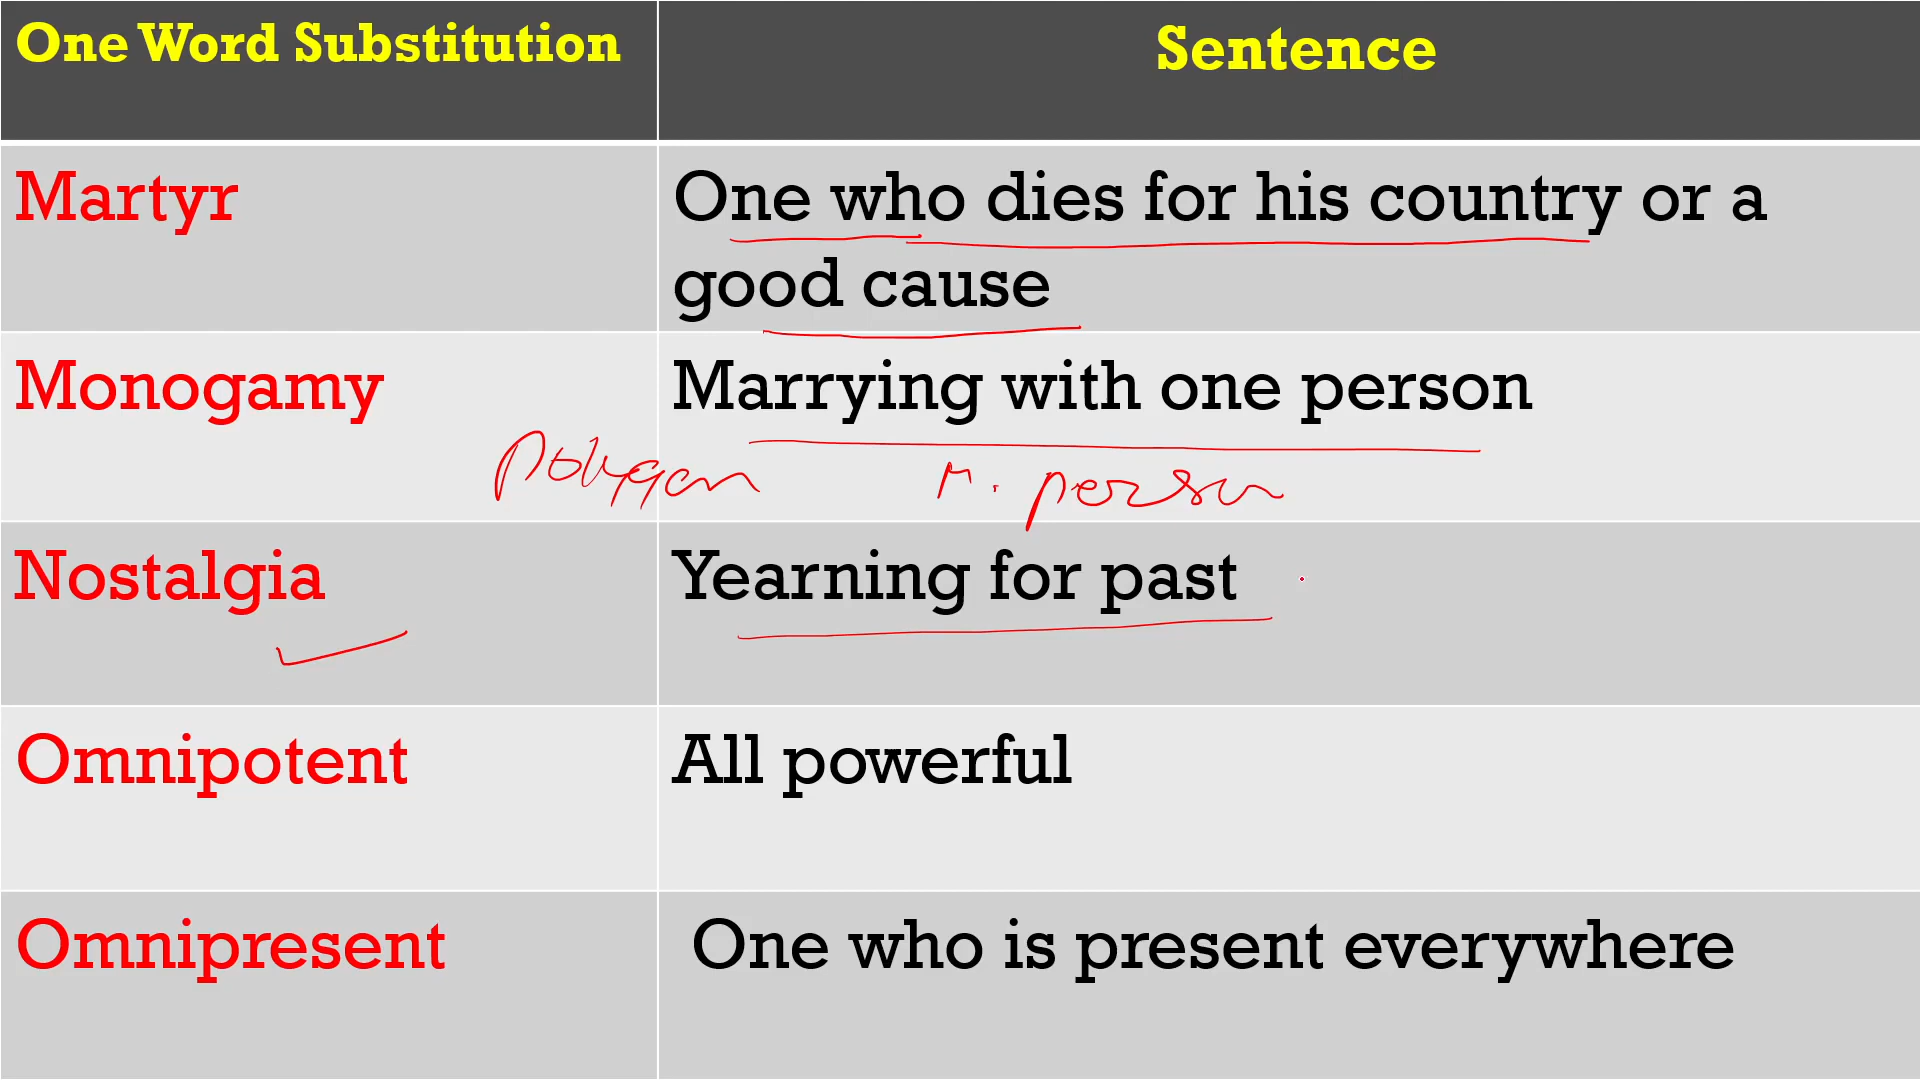 One Word Substitution
Sentence
Martyr
One who dies for his country or a
good cause
Monogamy
Marrying with one person
M. person
Nostalgia
Yearning for past
Omnipotent
All powerful
Omnipresent
One who is present everywhere